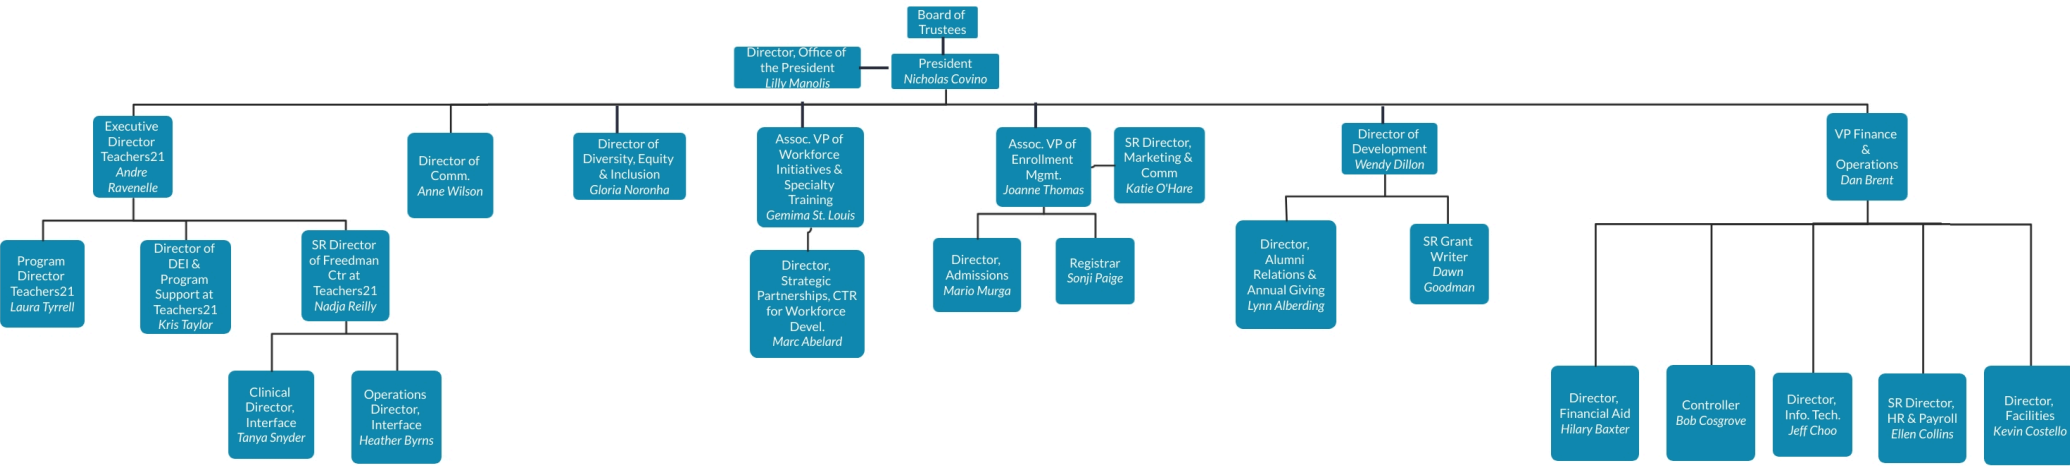 Board of
Trustees
Director, Office of
the President
Lilly Manolis
President
Nicholas Covino
Executive
Director
Teachers21
Andre
Ravenelle
Director of
Comm.
Anne Wilson
Director of
Diversity, Equity
& Inclusion
Gloria Noronha
Assoc. VP of
Workforce
Initiatives &
Specialty
Training
Gemima St. Louis
Assoc. VP of
Enrollment
Mgmt.
Joanne Thomas
SR Director,
Marketing &
Comm
Katie O'Hare
Director of
Development
Wendy Dillon
VP Finance
&
Operations
Dan Brent
Program
Director
Teachers21
Laura Tyrrell
Director of
DEI &
Program
Support at
Teachers21
Kris Taylor
SR Director
of Freedman
Ctr at
Teachers21
Nadja Reilly
Director,
Strategic
Partnerships, CTR
for Workforce
Devel.
Marc Abelard
Director,
Admissions
Mario Murga
Registrar
Sonji Paige
Director,
Alumni
Relations &
Annual Giving
Lynn Alberding
SR Grant
Writer
Dawn
Goodman
Clinical
Director,
Interface
Tanya Snyder
Operations
Director,
Interface
Heather Byrns
Director,
Financial Aid
Hilary Baxter
Controller
Bob Cosgrove
Director,
Info. Tech.
Jeff Choo
SR Director,
HR & Payroll
Ellen Collins
Director,
Facilities
Kevin Costello